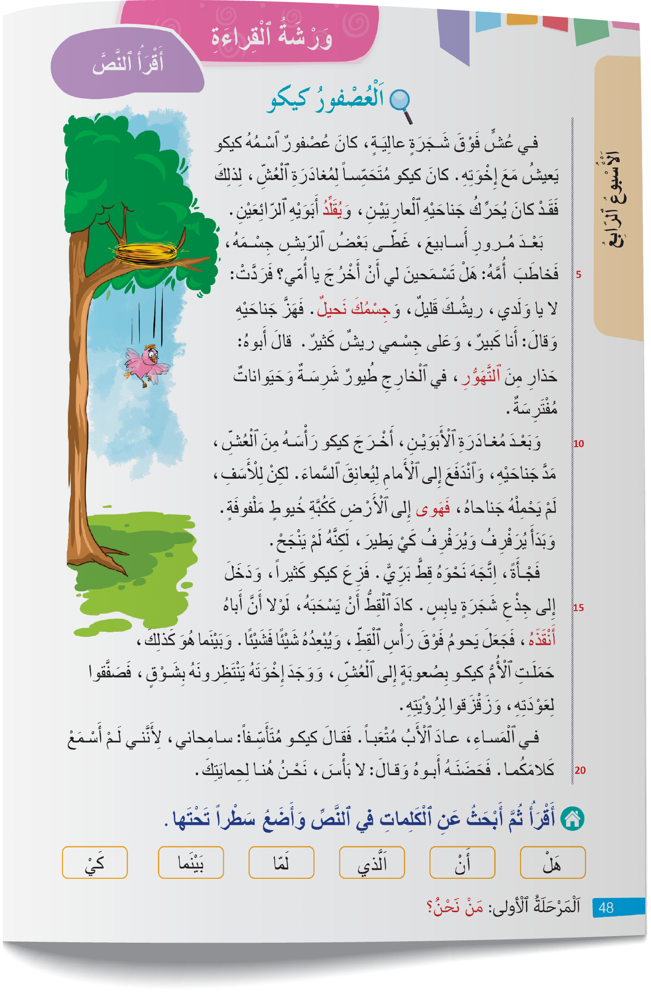 وَرْشَةُ ٱلْقِراءَةِ
أَقْرَأُ ٱلنَّصَّ
اَلْأُسْبوعُ ٱلرّابِعُ
اَلْعُصْفورُ كيكو
في عُشٍّ فَوْقَ شَجَرَةٍ عالِيَةٍ، كانَ عُصْفورٌ ٱسْمُهُ كيكو
يَعيشُ مَعَ إِخْوَتِهِ. كانَ كيكو مُتَحَمِّساً لِمُغادَرَةِ ٱلْعُشِّ، لِذلِكَ
فَقَدْ كانَ يُحَرِّكُ جَناحَيْهِ ٱلْعارِيَيْنِ، وَيُقَلِّدُ أَبَوَيْهِ ٱلرّائِعَيْنِ.
بَعْدَ مُرورِ أَسابيعَ، غَطّى بَعْضُ ٱلرّيشِ جِسْمَهُ،
5 فَخاطَبَ أُمَّهُ: هَلْ تَسْمَحينَ لي أَنْ أَخْرُجَ يا أُمّي؟ فَرَدَّتْ:
لا يا وَلَدي، ريشُكَ قَليلٌ، وَجِسْمُكَ نَحيلٌ. فَهَزَّ جَناحَيْهِ
وَقالَ: أَنا كَبيرٌ، وَعَلى جِسْمي ريشٌ كَثيرٌ. قالَ أَبوهُ:
حَذارِ مِنَ ٱلتَّهَوُّرِ، في ٱلْخارِجِ طُيورٌ شَرِسَةٌ وَحَيَواناتٌ
مُفْتَرِسَةٌ.
10 وَبَعْدَ مُغادَرَةِ ٱلْأَبَوَيْنِ، أَخْرَجَ كيكو رَأْسَهُ مِنَ ٱلْعُشِّ،
مَدَّ جَناحَيْهِ، وَٱنْدَفَعَ إِلى ٱلْأَمامِ لِيُعانِقَ ٱلسَّماءَ. لكِنْ لِلْأَسَفِ،
لَمْ يَحْمِلْهُ جَناحاهُ، فَهَوى إِلى ٱلْأَرْضِ كَكُبَّةِ خُيوطٍ مَلْفوفَةٍ.
وَبَدَأَ يُرَفْرِفُ وَيُرَفْرِفُ كَيْ يَطيرَ، لَكِنَّهُ لَمْ يَنْجَحْ.
فَجْأَةً، اِتَّجَهَ نَحْوَهُ قِطٌّ بَرِّيٌّ. فَزِعَ كيكو كَثيراً، وَدَخَلَ
15 إِلى جِذْعِ شَجَرَةٍ يابِسٍ. كادَ ٱلْقِطُّ أَنْ يَسْحَبَهُ، لَوْلا أَنَّ أَباهُ
أَنْقَذَهُ، فَجَعَلَ يَحومُ فَوْقَ رَأْسِ ٱلْقِطِّ، وَيُبْعِدُهُ شَيْئًا فَشَيْئًا. وَبَيْنَما هُوَ كَذلِكَ،
حَمَلَتِ ٱلْأُمُّ كيكو بِصُعوبَةٍ إِلى ٱلْعُشِّ، وَوَجَدَ إِخْوَتَهُ يَنْتَظِرونَهُ بِشَوْقٍ، فَصَفَّقوا
لِعَوْدَتِهِ، وَزَقْزَقوا لِرُؤْيَتِهِ.
في ٱلْمَساءِ، عادَ ٱلْأَبُ مُتْعَباً. فَقالَ كيكو مُتَأَسِّفاً: سامِحاني، لِأَنَّني لَمْ أَسْمَعْ
20 كَلامَكُما. فَحَضَنَهُ أَبوهُ وَقالَ: لا بَأْسَ، نَحْنُ هُنا لِحِمايَتِكَ.
أَقْرَأُ ثُمَّ أَبْحَثُ عَنِ ٱلْكَلِماتِ في ٱلنَّصِّ وَأَضَعُ سَطْراً تَحْتَها.
هَلْ أَنْ اَلَّذي لَمّا بَيْنَما كَيْ
48 اَلْمَرْحَلَةُ ٱلْأولى: مَنْ نَحْنُ؟